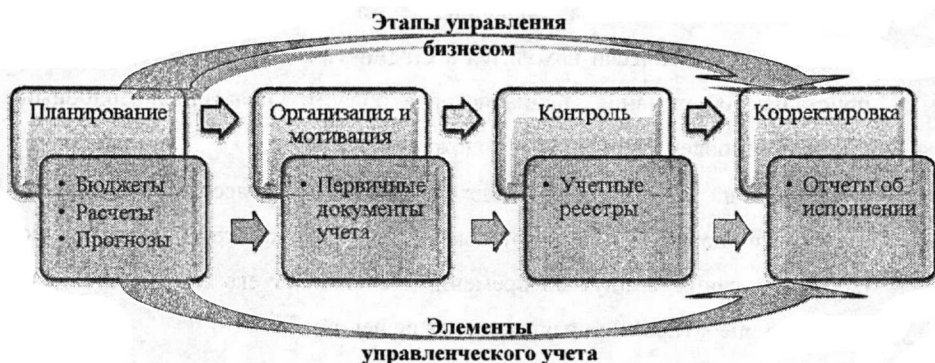 Этапы управления
бизнесом
Планирование
Организация и
мотивация
Контроль
Корректировка
• Бюджеты
• Расчеты
• Прогнозы
• Первичные
документы
учета
• Учетные
реестры
• Отчеты об
исполнении
Элементы
управленческого учета